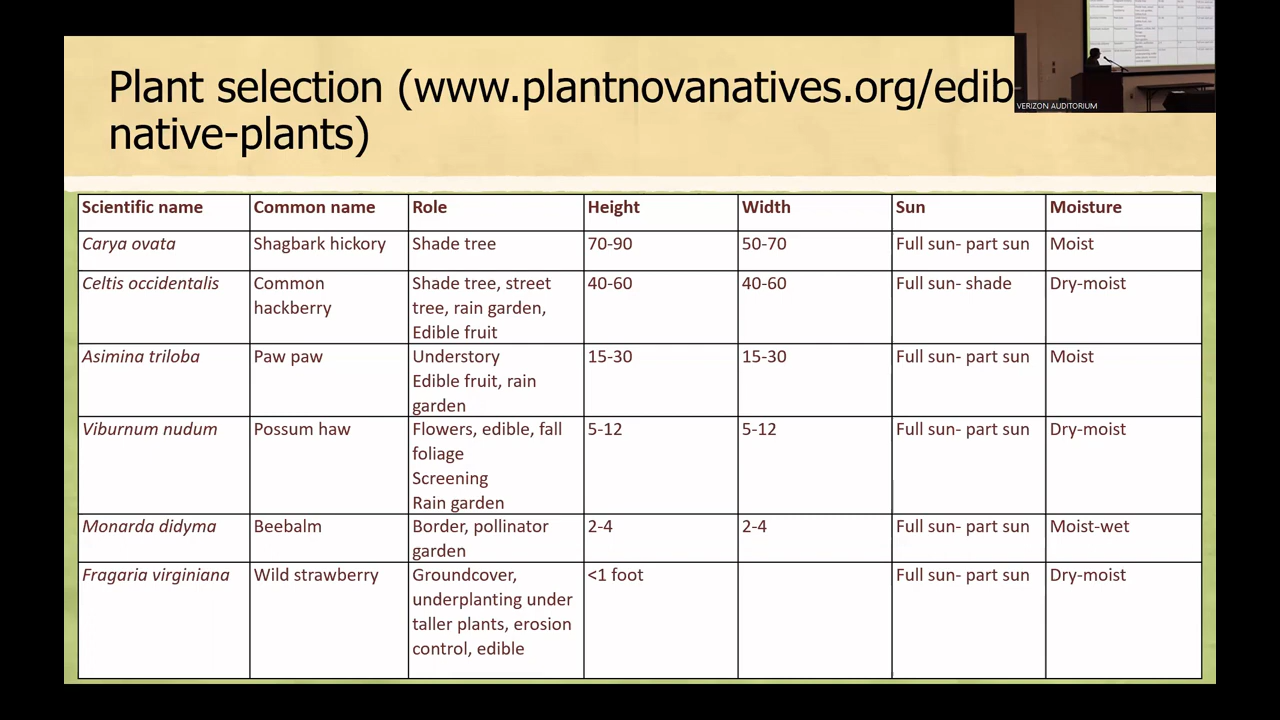 Plant selection (www.plantnovanatives.org/edib
native-plants)
VERIZON AUDITORIUM
Scientific name Common name Role Height Width Sun Moisture
Carya ovata Shagbark hickory Shade tree 70-90 50-70 Full sun- part sun Moist
Celtis occidentalis Common Shade tree, street 40-60 40-60 Full sun- shade Dry-moist
hackberry tree, rain garden,
Edible fruit
Asimina triloba Paw paw Understory 15-30 15-30 Full sun- part sun Moist
Edible fruit, rain
garden
Viburnum nudum Possum haw Flowers, edible, fall 5-12 5-12 Full sun- part sun Dry-moist
foliage
Screening
Rain garden
Monarda didyma Beebalm Border, pollinator 2-4 2-4 Full sun- part sun Moist-wet
garden
Fragaria virginiana Wild strawberry Groundcover, <1 foot Full sun- part sun Dry-moist
underplanting under
taller plants, erosion
control, edible